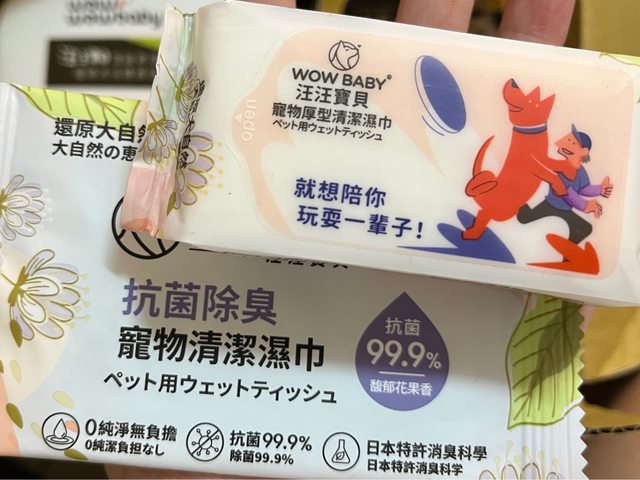 wowwowbaby
WOW BABY®
汪汪寶貝
寵物厚型清潔濕巾
ペット用ウェットティッシュ
open
就想陪你
玩耍一輩子!
還原大自然
大自然の恵
抗菌除臭
寵物清潔濕巾
ペット用ウェットティッシュ
抗菌
99.9%
馥郁花果香
0純淨無負擔
0純潔負担なし
抗菌99.9%
除菌99.9%
日本特許消臭科學
日本特許消臭科学